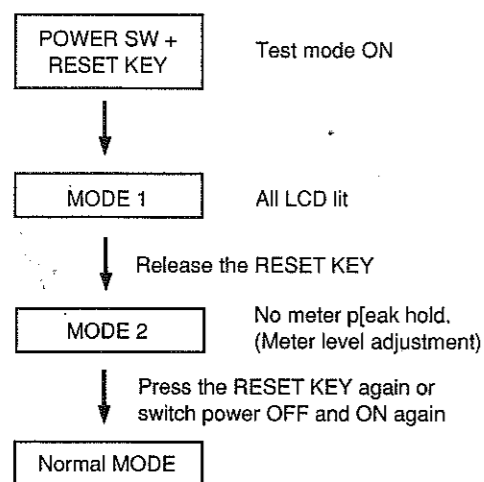 POWER SW +
RESET KEY
Test mode ON
MODE 1
All LCD lit
Release the RESET KEY
MODE 2
No meter p[eak hold.
(Meter level adjustment)
Press the RESET KEY again or
switch power OFF and ON again
Normal MODE